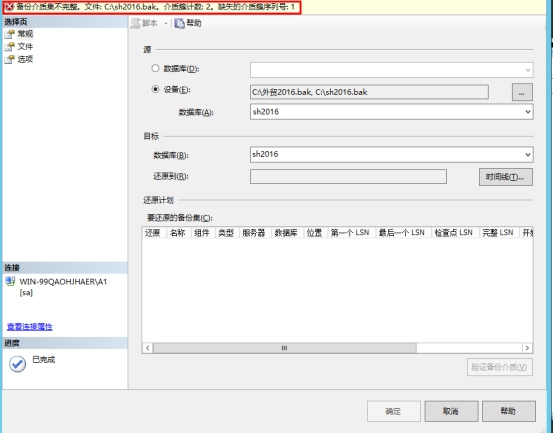 备份介质集不完整。文件: C:\sh2016.bak。介质簇计数: 2。缺失的介质簇序列号: 1
选择页
常规
文件
选项
脚本
帮助
源
数据库(D):
设备(E):
C:\外贸2016.bak, C:\sh2016.bak
...
数据库(A):
sh2016
目标
数据库(B):
sh2016
还原到(R):
时间线(T)...
还原计划
要还原的备份集(C):
还原 名称 组件 类型 服务器 数据库 位置 第一个 LSN 最后一个 LSN 检查点 LSN 完整 LSN
连接
WIN-99QAOHJHAER\A1
[sa]
查看连接属性
进度
已完成
验证备份介质(V)
确定 取消 帮助